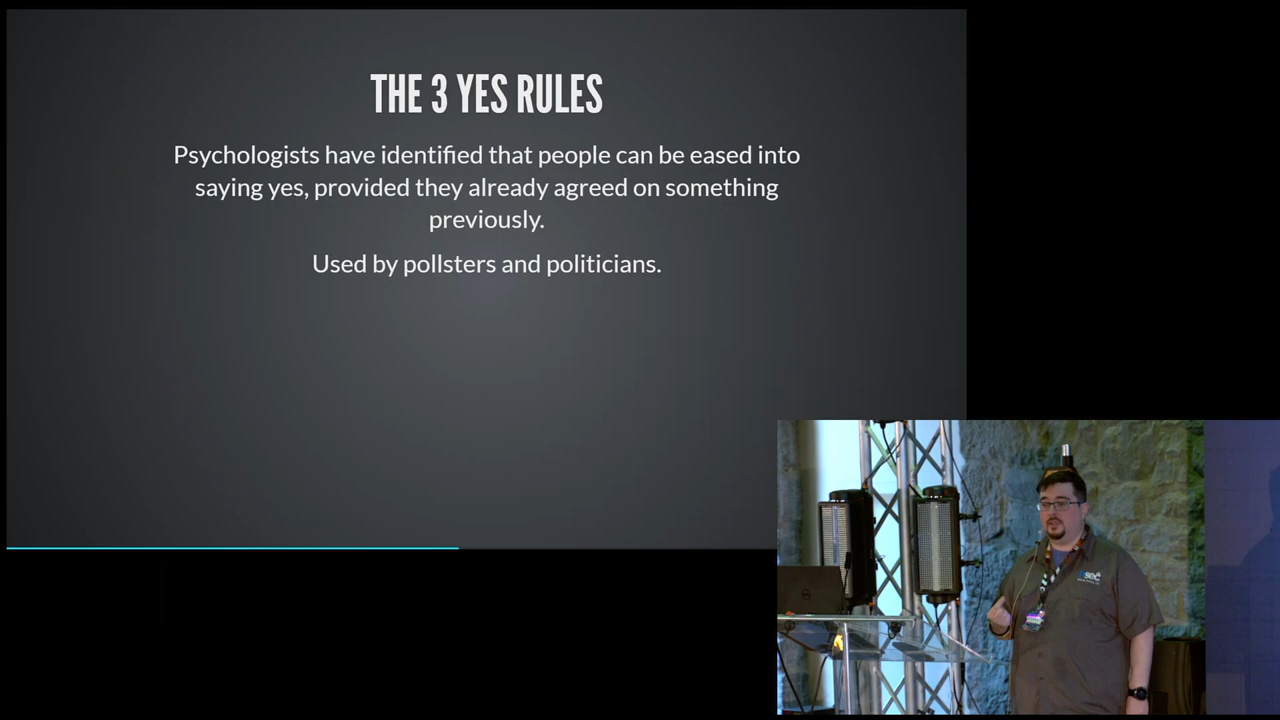 THE 3 YES RULES
Psychologists have identified that people can be eased into
saying yes, provided they already agreed on something
previously.
Used by pollsters and politicians.
sec